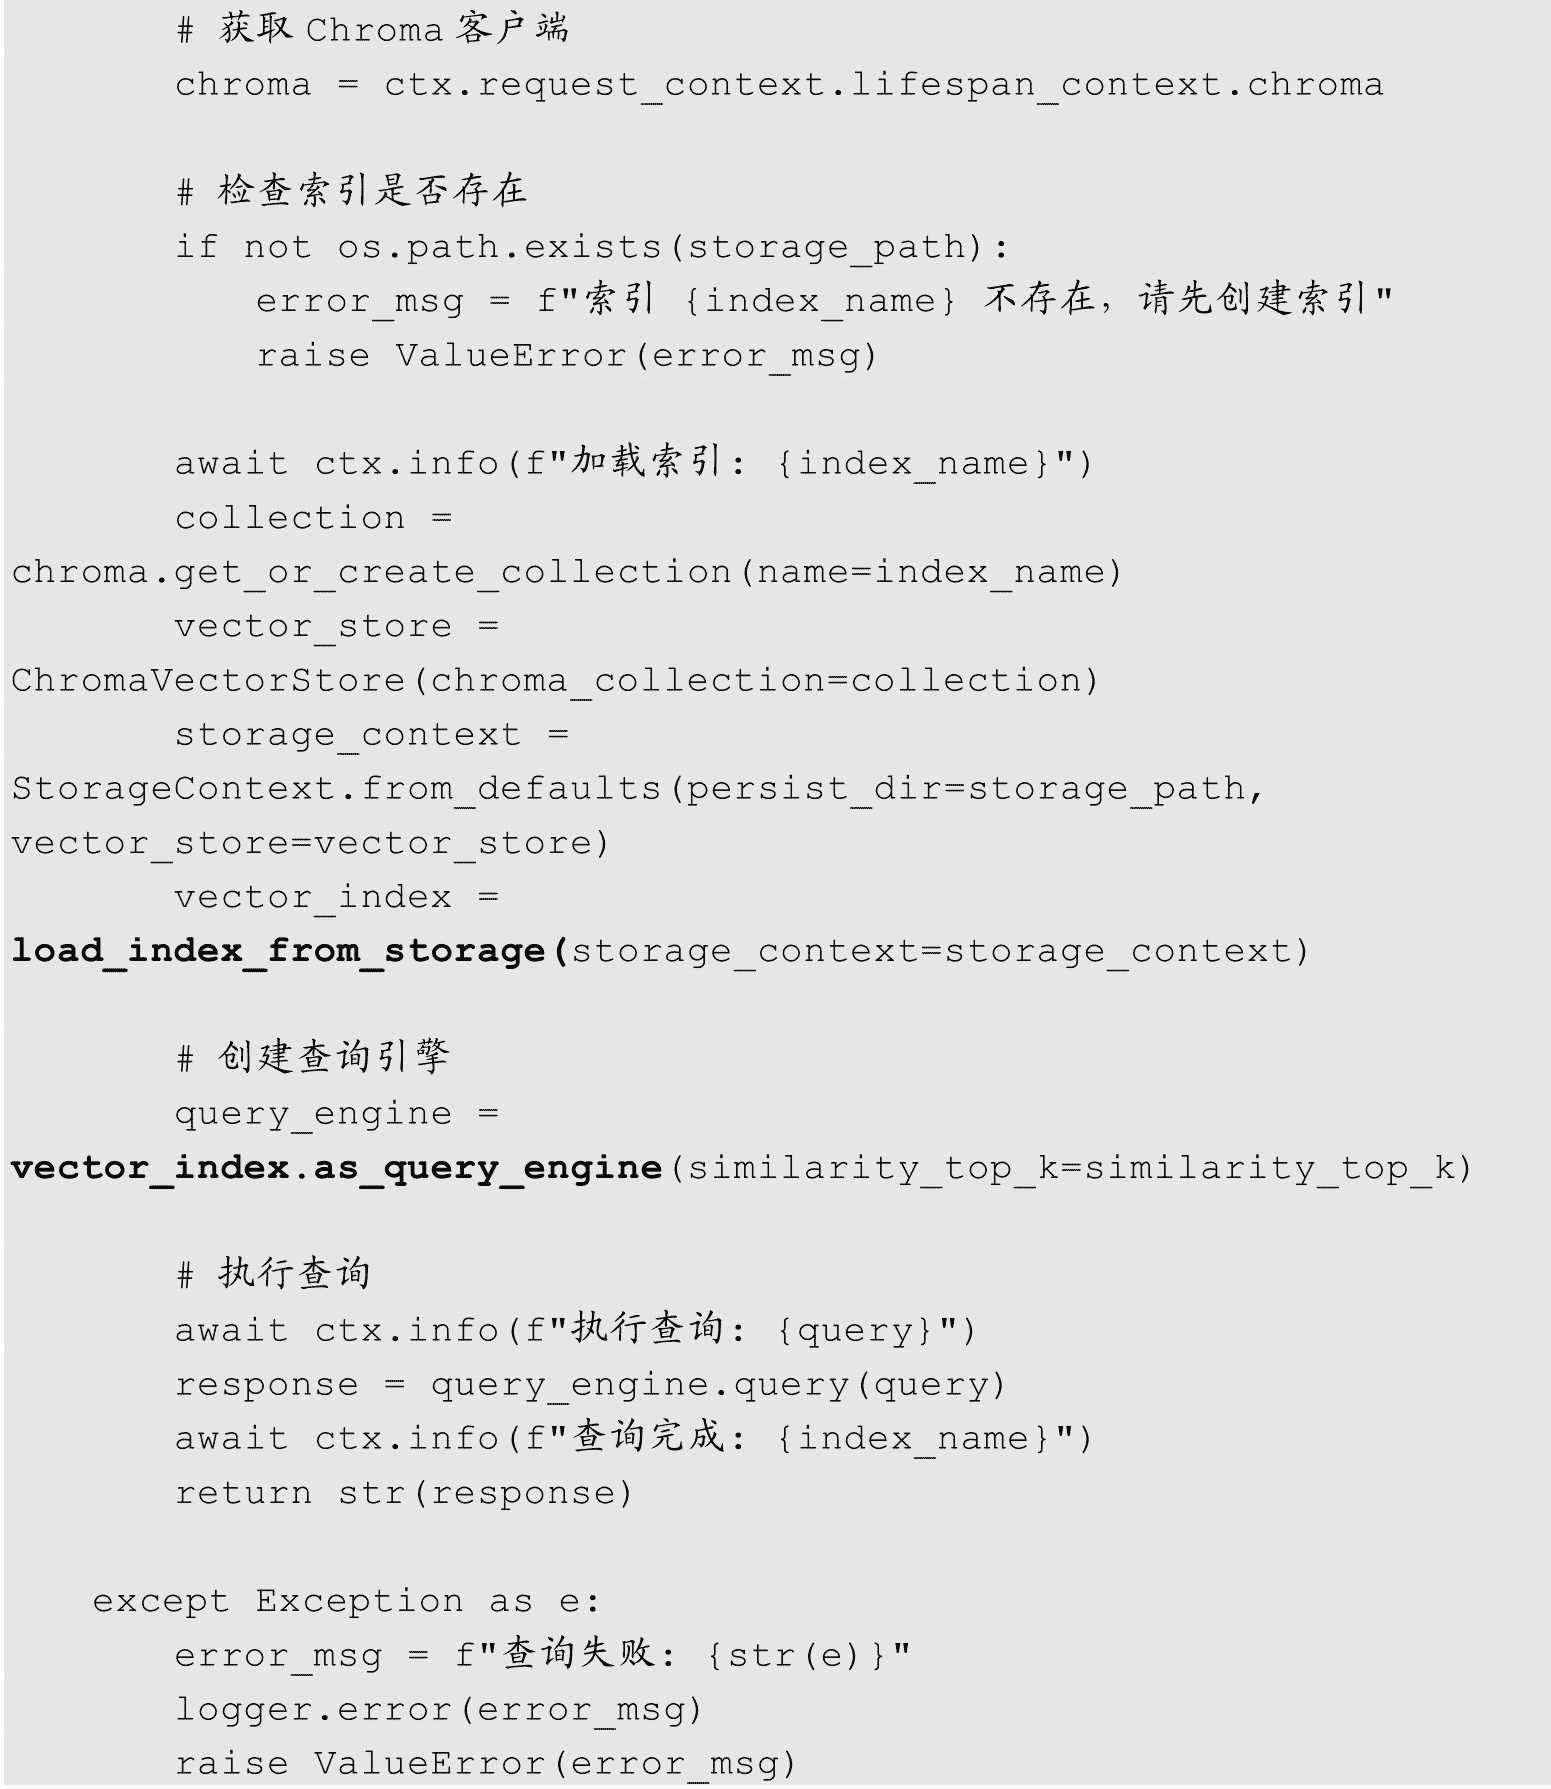 # 获取 Chroma 客户端
chroma = ctx.request_context.lifespan_context.chroma
# 检查索引是否存在
if not os.path.exists(storage_path):
error_msg = f"索引 {index_name} 不存在，请先创建索引"
raise ValueError(error_msg)
await ctx.info(f"加载索引: {index_name}")
collection =
chroma.get_or_create_collection(name=index_name)
vector_store =
ChromaVectorStore(chroma_collection=collection)
storage_context =
StorageContext.from_defaults(persist_dir=storage_path,
vector_store=vector_store)
vector_index =
load_index_from_storage(storage_context=storage_context)
# 创建查询引擎
query_engine =
vector_index.as_query_engine(similarity_top_k=similarity_top_k)
# 执行查询
await ctx.info(f"执行查询: {query}")
response = query_engine.query(query)
await ctx.info(f"查询完成: {index_name}")
return str(response)
except Exception as e:
error_msg = f"查询失败: {str(e)}"
logger.error(error_msg)
raise ValueError(error_msg)